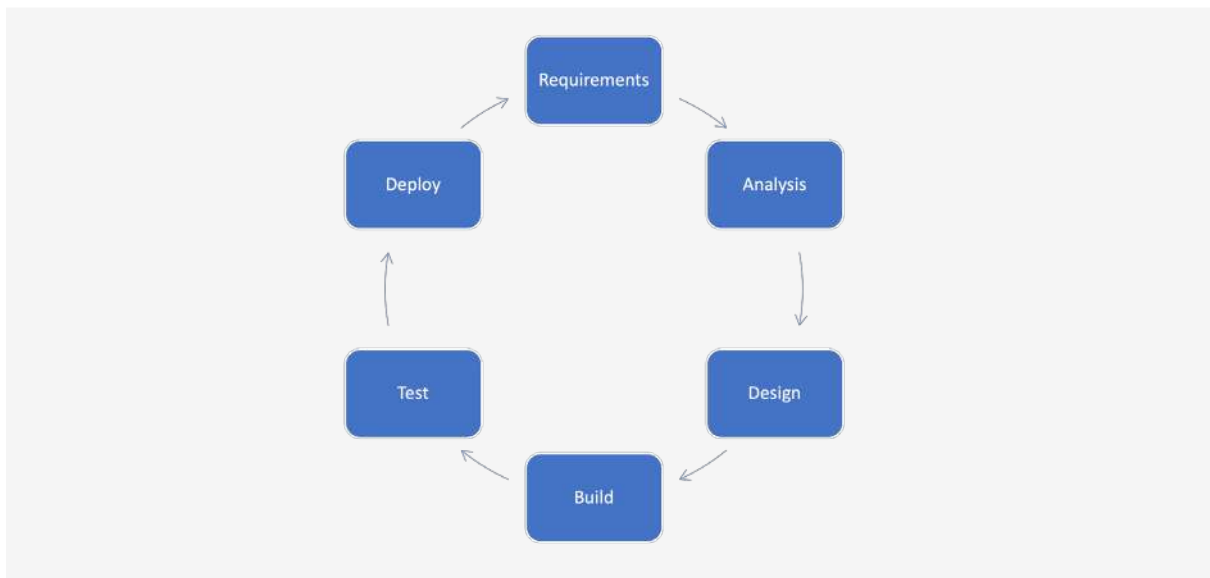 Requirements
Analysis
Design
Build
Test
Deploy